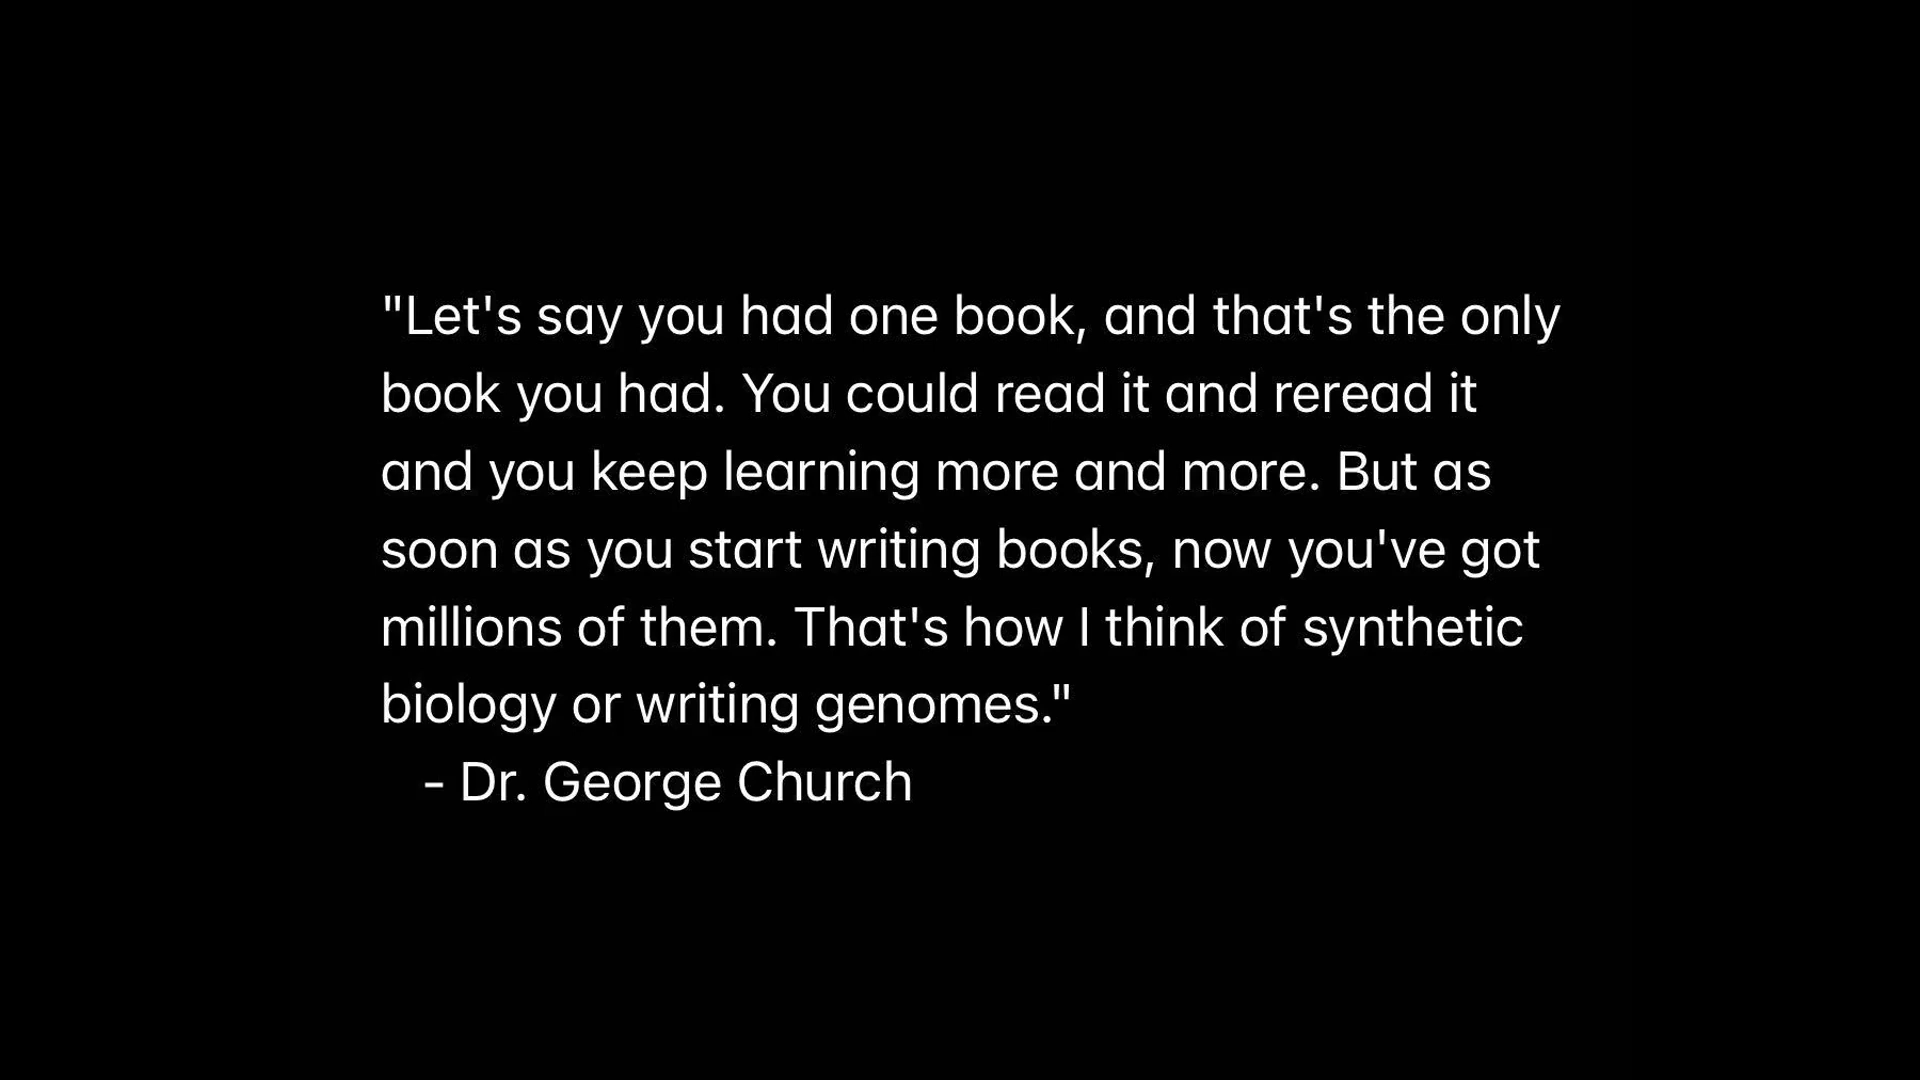 "Let's say you had one book, and that's the only
book you had. You could read it and reread it
and you keep learning more and more. But as
soon as you start writing books, now you've got
millions of them. That's how I think of synthetic
biology or writing genomes."
- Dr. George Church